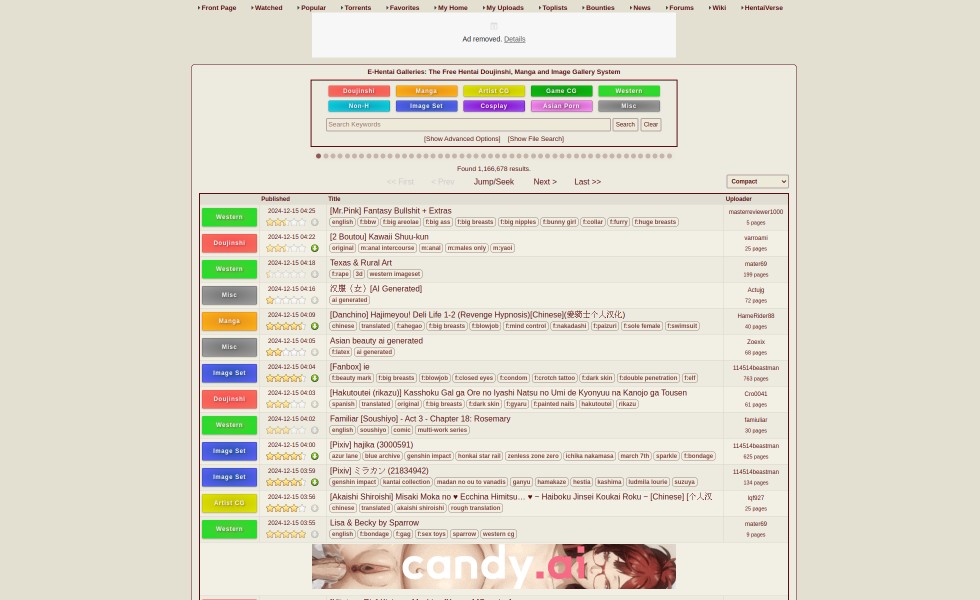 Front Page Watched Popular Torrents Favorites My Home My Uploads Toplists Bounties News Forums Wiki HentaiVerse
Ad removed. Details
E-Hentai Galleries: The Free Hentai Doujinshi, Manga and Image Gallery System
Doujinshi Manga Artist CG Game CG Western
Non-H Image Set Cosplay Asian Porn Misc
Search Keywords Search Clear
[Show Advanced Options] [Show File Search]
Found 1,166,678 results.
<< First < Prev Jump/Seek Next > Last >> Compact
Published Title Uploader
Western 2024-12-15 04:25 [Mr.Pink] Fantasy Bullshit + Extras masterreviewer1000
english f:bbw f:big areolae f:big ass f:big breasts f:big nipples f:bunny girl f:collar f:furry f:huge breasts 5 pages
Doujinshi 2024-12-15 04:22 [2 Boutou] Kawaii Shuu-kun varroami
original m:anal intercourse m:anal m:males only m:yaoi 25 pages
Western 2024-12-15 04:18 Texas & Rural Art mater69
f:rape 3d western imageset 199 pages
Misc 2024-12-15 04:16 汉服（女）[AI Generated] Actujg
ai generated 72 pages
Manga 2024-12-15 04:09 [Danchino] Hajimeyou! Deli Life 1-2 (Revenge Hypnosis)[Chinese](爱骑士个人汉化) HameRider88
chinese translated f:ahegao f:big breasts f:blowjob f:mind control f:nakadashi f:paizuri f:sole female f:swimsuit 40 pages
Misc 2024-12-15 04:05 Asian beauty ai generated Zoexix
f:latex ai generated 68 pages
Image Set 2024-12-15 04:04 [Fanbox] ie 114514beastman
f:beauty mark f:big breasts f:blowjob f:closed eyes f:condom f:crotch tattoo f:dark skin f:double penetration f:elf 763 pages
Doujinshi 2024-12-15 04:03 [Hakutoutei (rikazu)] Kasshoku Gal ga Ore no Iyashi Natsu no Umi de Kyonyuu na Kanojo ga Tousen Cro0041
spanish translated original f:big breasts f:dark skin f:gyaru f:painted nails hakutoutei rikazu 61 pages
Western 2024-12-15 04:02 Familiar [Soushiyo] - Act 3 - Chapter 18: Rosemary famiuliar
english soushiyo comic multi-work series 30 pages
Image Set 2024-12-15 04:00 [Pixiv] hajika (3000591) 114514beastman
azur lane blue archive genshin impact honkai star rail zenless zone zero ichika nakamasa march 7th sparkle f:bondage 625 pages
Image Set 2024-12-15 03:59 [Pixiv] ミラカン (21834942) 114514beastman
genshin impact kantai collection madan no ou to vanadis ganyu hamakaze hestia kashima ludmila lourie suzuya 134 pages
Artist CG 2024-12-15 03:56 [Akaishi Shiroishi] Misaki Moka no ♥ Ecchina Himitsu... ♥ ~ Haiboku Jinsei Koukai Roku ~ [Chinese] [个人汉 lqf927
chinese translated akaishi shiroishi rough translation 25 pages
Western 2024-12-15 03:55 Lisa & Becky by Sparrow mater69
english f:bondage f:gag f:sex toys sparrow western cg 9 pages
candy.ai